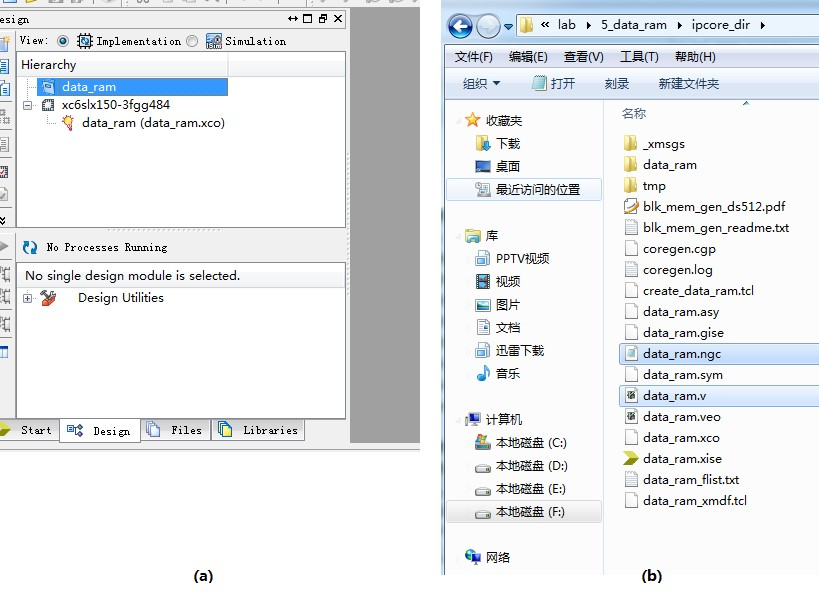 esign
View: Implementation Simulation
Hierarchy
data_ram
xc6slx150-3fgg484
data_ram (data_ram.xco)
No Processes Running
No single design module is selected.
Design Utilities
Start Design Files Libraries
(a)
« lab 5_data_ram ipcore_dir
文件(F) 编辑(E) 查看(V) 工具(T) 帮助(H)
组织 打开 刻录 新建文件夹
收藏夹
下载
桌面
最近访问的位置
库
PPTV视频
视频
图片
文档
迅雷下载
音乐
计算机
本地磁盘 (C:)
本地磁盘 (D:)
本地磁盘 (E:)
本地磁盘 (F:)
网络
名称
_xmsgs
data_ram
tmp
blk_mem_gen_ds512.pdf
blk_mem_gen_readme.txt
coregen.cgp
coregen.log
create_data_ram.tcl
data_ram.asy
data_ram.gise
data_ram.ngc
data_ram.sym
data_ram.v
data_ram.veo
data_ram.xco
data_ram.xise
data_ram_flist.txt
data_ram_xmdf.tcl
(b)